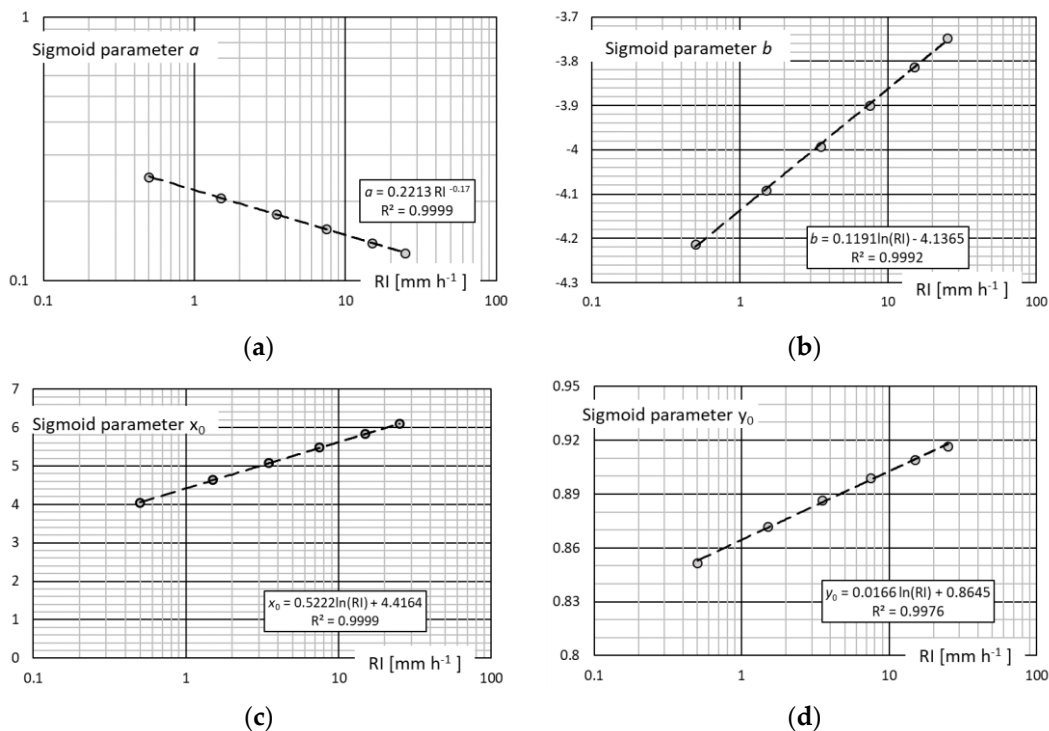 1
Sigmoid parameter a
a = 0.2213 RI ⁻⁰·¹⁷
R² = 0.9999
0.1
RI [mm h⁻¹]
0.1 1 10 100
(a)
-3.7
Sigmoid parameter b
-3.8
-3.9
-4
-4.1
-4.2
b = 0.1191ln(RI) - 4.1365
R² = 0.9992
-4.3
RI [mm h⁻¹]
0.1 1 10 100
(b)
7
Sigmoid parameter x₀
6
5
4
3
2
x₀ = 0.5222ln(RI) + 4.4164
R² = 0.9999
1
0
RI [mm h⁻¹]
0.1 1 10 100
(c)
0.95
Sigmoid parameter y₀
0.92
0.89
0.86
y₀ = 0.0166 ln(RI) + 0.8645
R² = 0.9976
0.83
0.8
RI [mm h⁻¹]
0.1 1 10 100
(d)